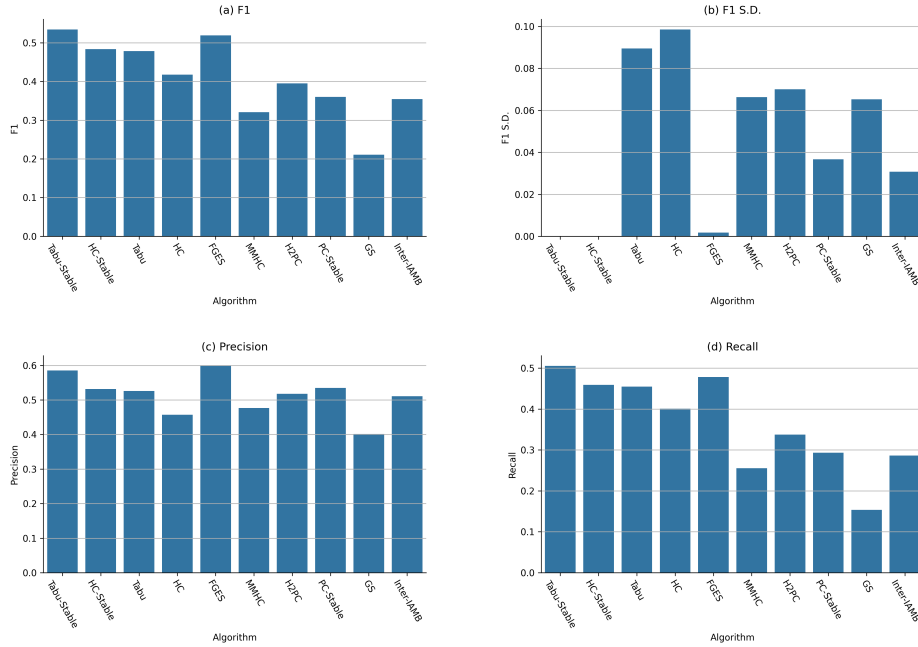 (a) F1
F1
0.5
0.4
0.3
0.2
0.1
0.0
Tabu-Stable
HC-Stable
Tabu
HC
FGES
MMHC
H2PC
PC-Stable
GS
Inter-IAMB
Algorithm
(b) F1 S.D.
F1 S.D.
0.10
0.08
0.06
0.04
0.02
0.00
Tabu-Stable
HC-Stable
Tabu
HC
FGES
MMHC
H2PC
PC-Stable
GS
Inter-IAMB
Algorithm
(c) Precision
Precision
0.6
0.5
0.4
0.3
0.2
0.1
0.0
Tabu-Stable
HC-Stable
Tabu
HC
FGES
MMHC
H2PC
PC-Stable
GS
Inter-IAMB
Algorithm
(d) Recall
Recall
0.5
0.4
0.3
0.2
0.1
0.0
Tabu-Stable
HC-Stable
Tabu
HC
FGES
MMHC
H2PC
PC-Stable
GS
Inter-IAMB
Algorithm